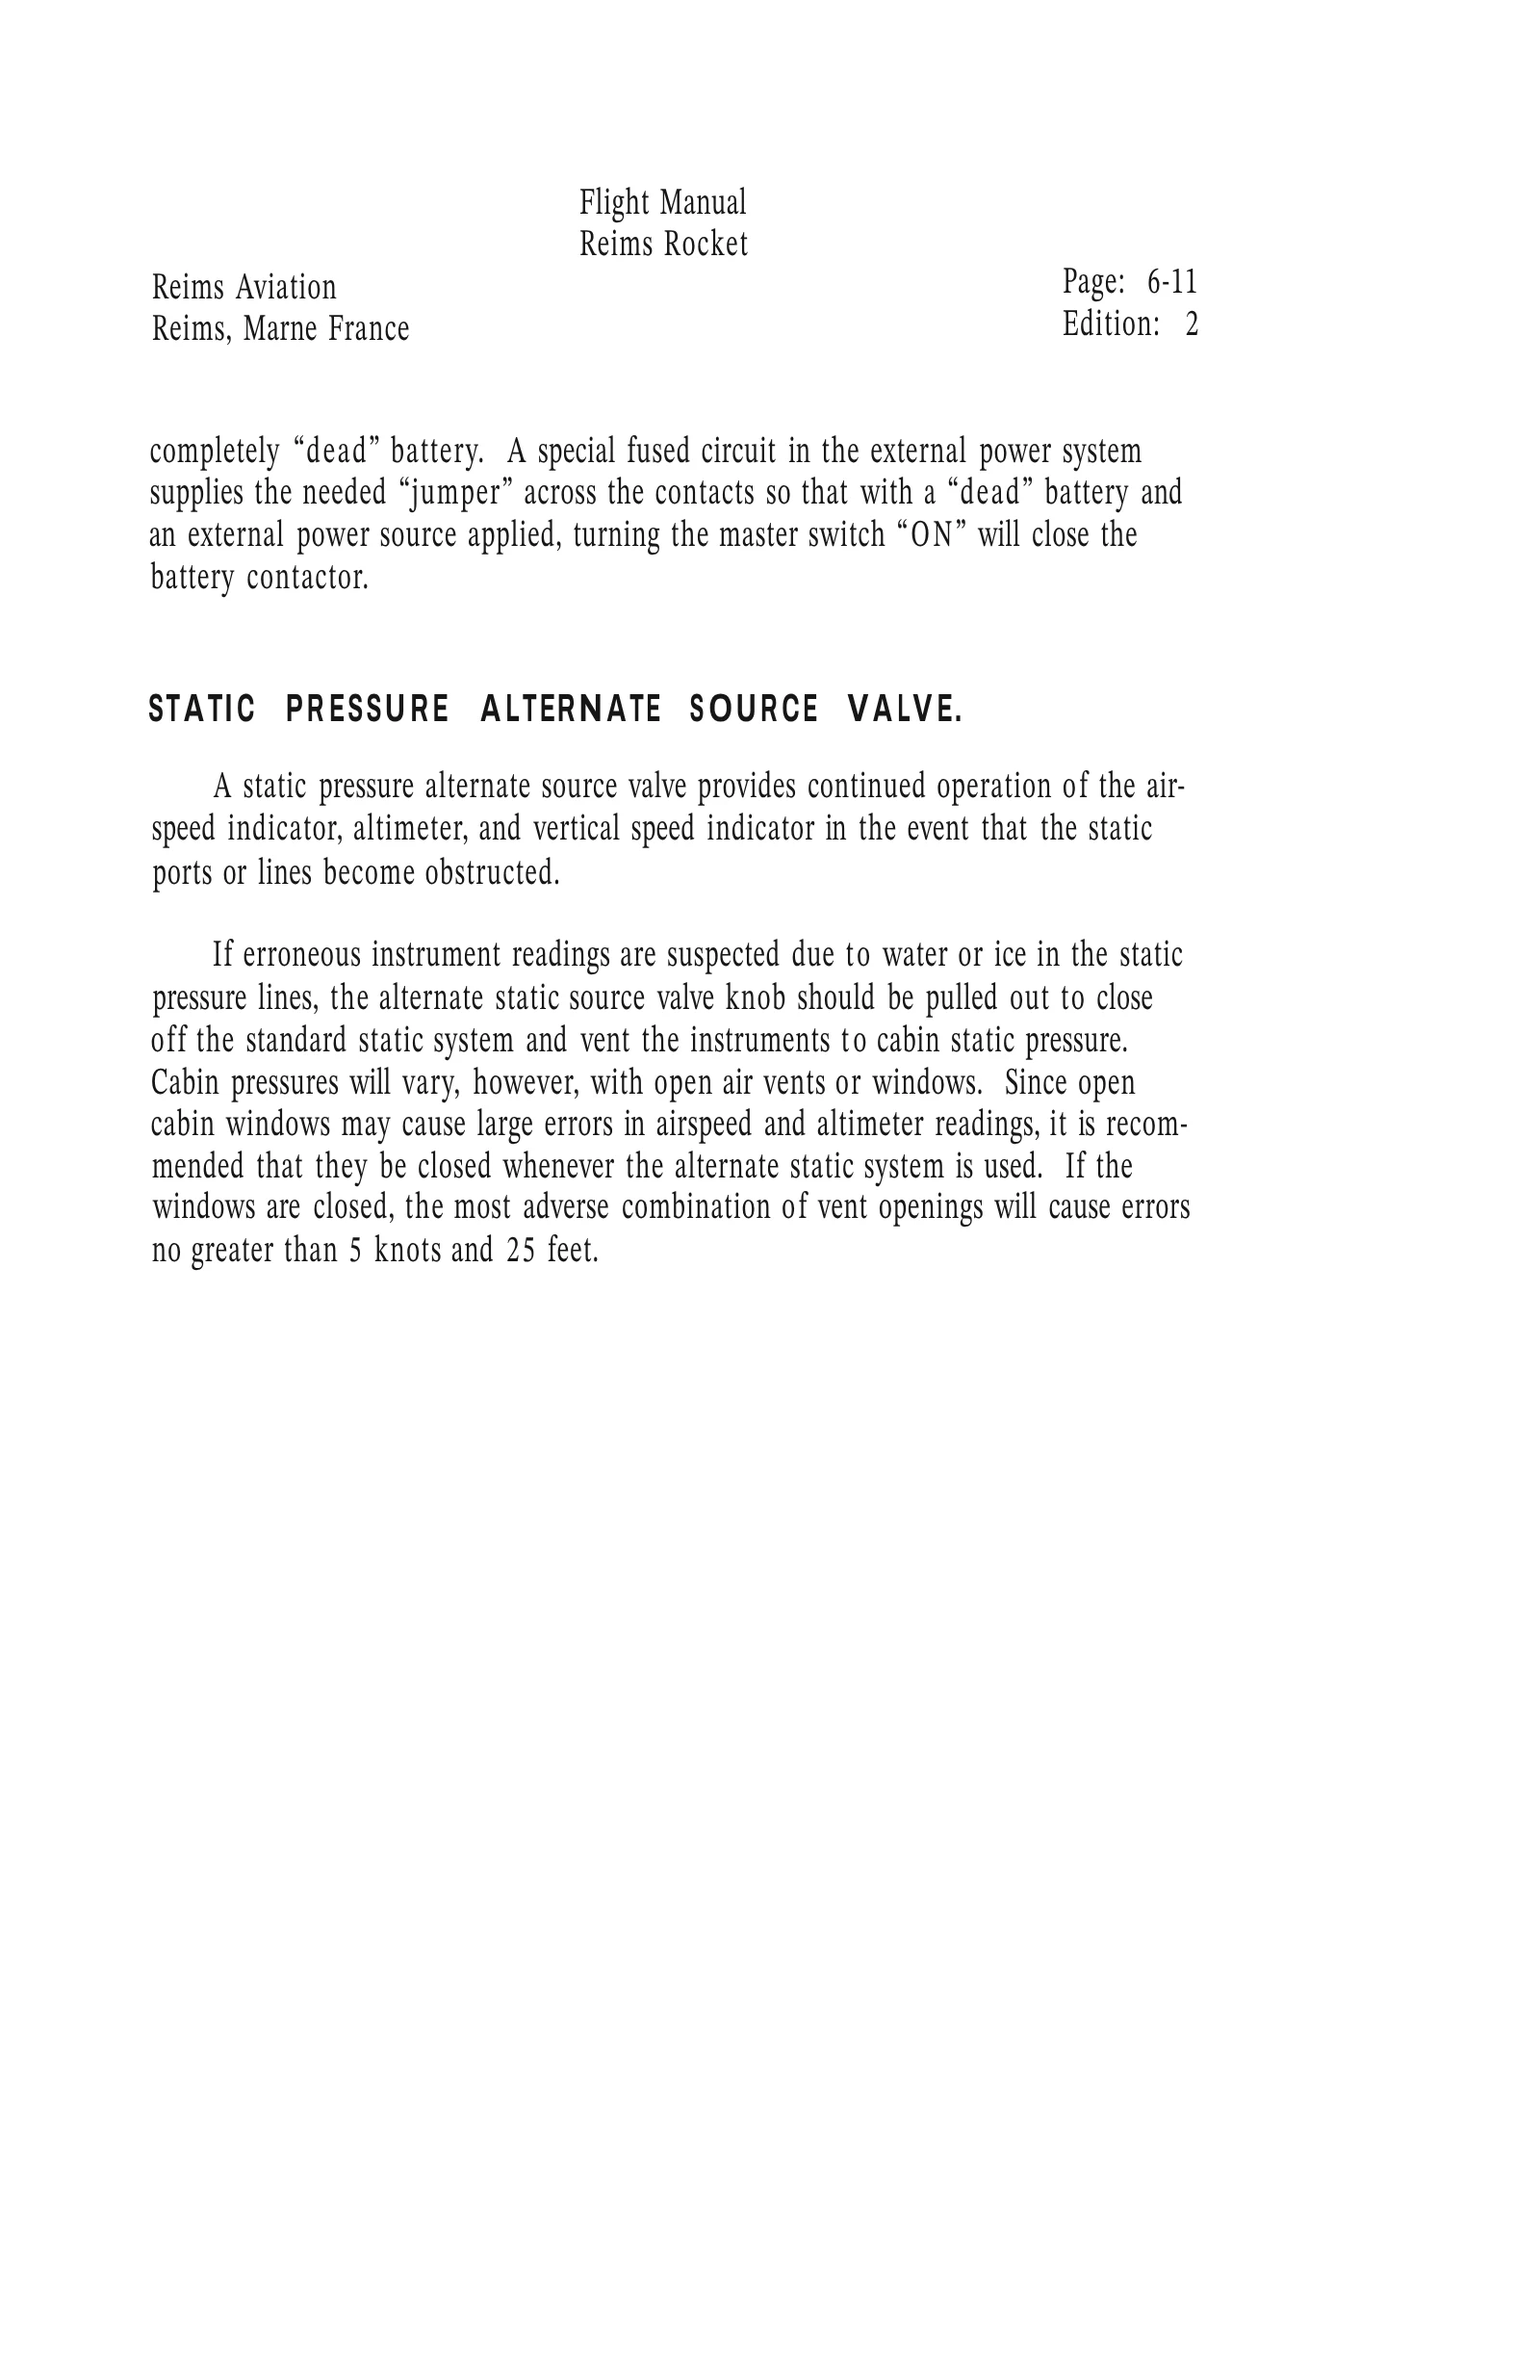 Flight Manual
Reims Rocket
Reims Aviation
Reims, Marne France
Page: 6-11
Edition: 2
completely “dead” battery. A special fused circuit in the external power system
supplies the needed “jumper” across the contacts so that with a “dead” battery and
an external power source applied, turning the master switch “ON” will close the
battery contactor.
STATIC PRESSURE ALTERNATE SOURCE VALVE.
A static pressure alternate source valve provides continued operation of the air-
speed indicator, altimeter, and vertical speed indicator in the event that the static
ports or lines become obstructed.
If erroneous instrument readings are suspected due to water or ice in the static
pressure lines, the alternate static source valve knob should be pulled out to close
off the standard static system and vent the instruments to cabin static pressure.
Cabin pressures will vary, however, with open air vents or windows. Since open
cabin windows may cause large errors in airspeed and altimeter readings, it is recom-
mended that they be closed whenever the alternate static system is used. If the
windows are closed, the most adverse combination of vent openings will cause errors
no greater than 5 knots and 25 feet.